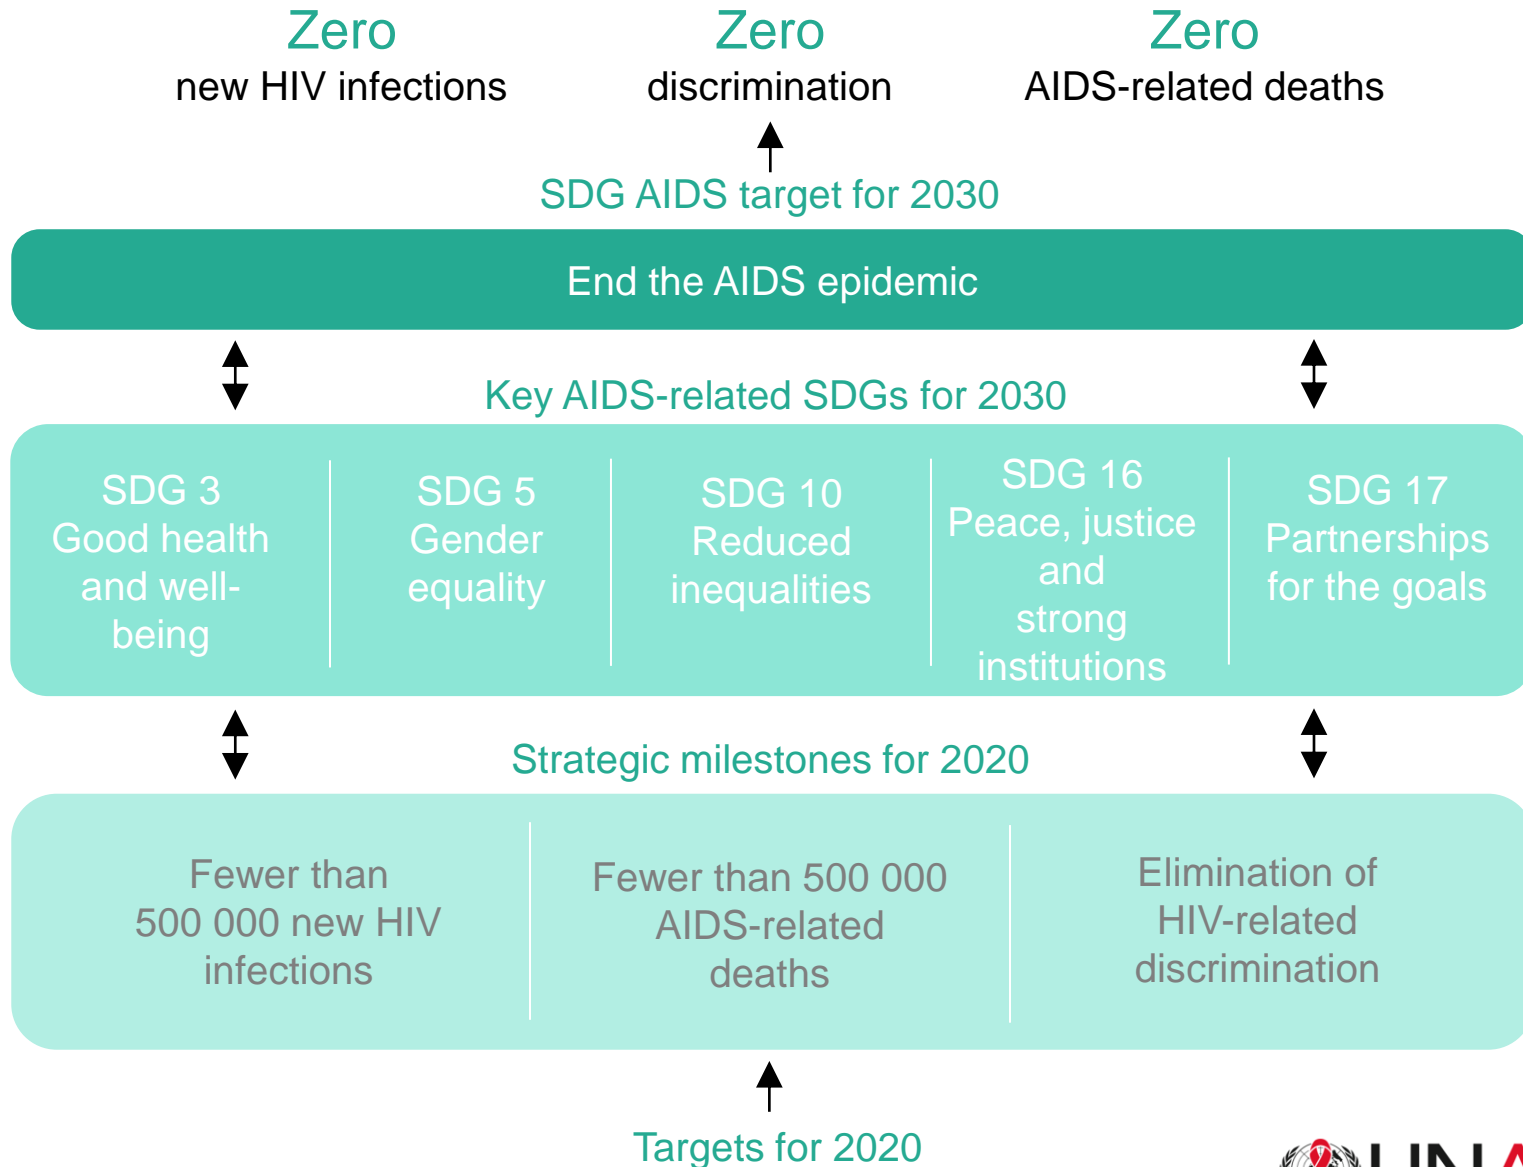 Zero
new HIV infections
Zero
discrimination
Zero
AIDS-related deaths
SDG AIDS target for 2030
End the AIDS epidemic
Key AIDS-related SDGs for 2030
SDG 3
Good health
and well-
being
SDG 5
Gender
equality
SDG 10
Reduced
inequalities
SDG 16
Peace, justice
and
strong
institutions
SDG 17
Partnerships
for the goals
Strategic milestones for 2020
Fewer than
500 000 new HIV
infections
Fewer than 500 000
AIDS-related
deaths
Elimination of
HIV-related
discrimination
Targets for 2020